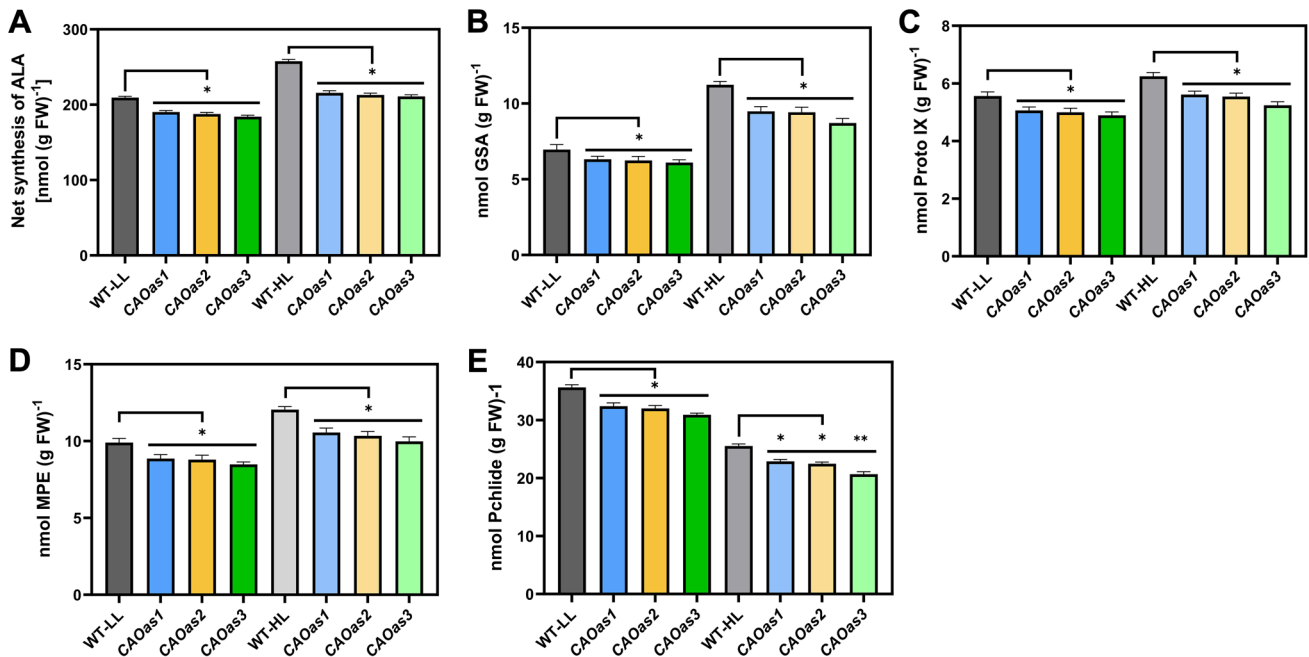 A
Net synthesis of ALA
[nmol (g FW)⁻¹]
300
200
100
0
*
*
WT-LL
CAOas1
CAOas2
CAOas3
WT-HL
CAOas1
CAOas2
CAOas3
B
nmol GSA (g FW)⁻¹
15
10
5
0
*
*
WT-LL
CAOas1
CAOas2
CAOas3
WT-HL
CAOas1
CAOas2
CAOas3
C
nmol Proto IX (g FW)⁻¹
8
6
4
2
0
*
*
WT-LL
CAOas1
CAOas2
CAOas3
WT-HL
CAOas1
CAOas2
CAOas3
D
nmol MPE (g FW)⁻¹
15
10
5
0
*
*
WT-LL
CAOas1
CAOas2
CAOas3
WT-HL
CAOas1
CAOas2
CAOas3
E
nmol Pchlide (g FW)-1
40
30
20
10
0
*
* * **
WT-LL
CAOas1
CAOas2
CAOas3
WT-HL
CAOas1
CAOas2
CAOas3